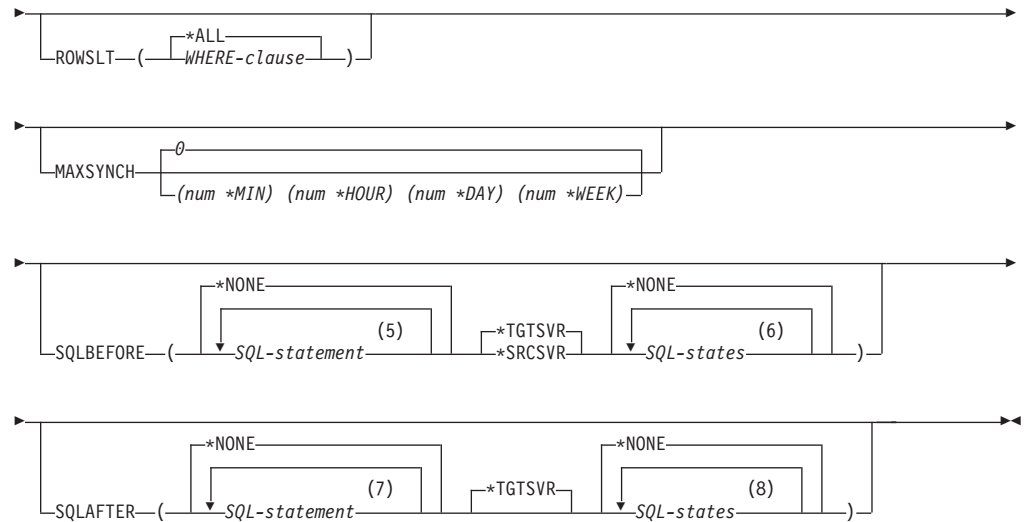 *ALL
ROWSLT ( WHERE-clause )
0
MAXSYNCH
(num *MIN) (num *HOUR) (num *DAY) (num *WEEK)
*NONE *NONE
(5) *TGTSVR (6)
SQLBEFORE ( SQL-statement *SRCSVR SQL-states )
*NONE *NONE
(7) *TGTSVR (8)
SQLAFTER ( SQL-statement SQL-states )